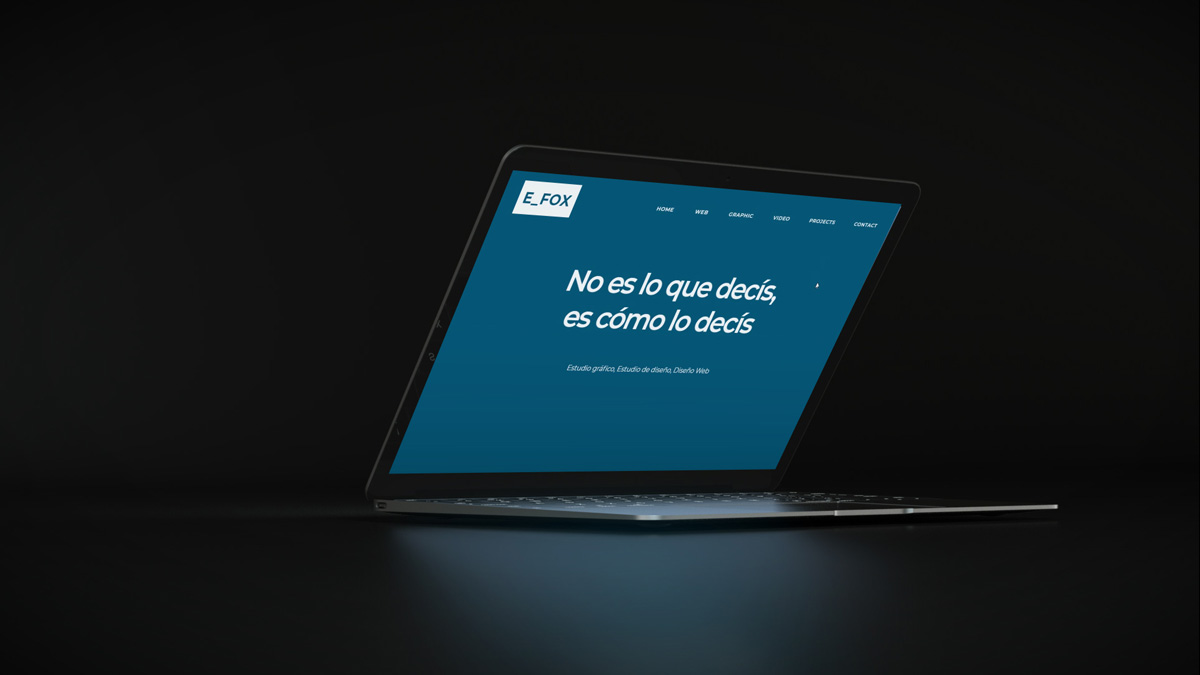 E_FOX
HOME WEB GRAPHIC VIDEO PROJECTS CONTACT
No es lo que decís,
es cómo lo decís
Estudio gráfico, Estudio de diseño, Diseño Web